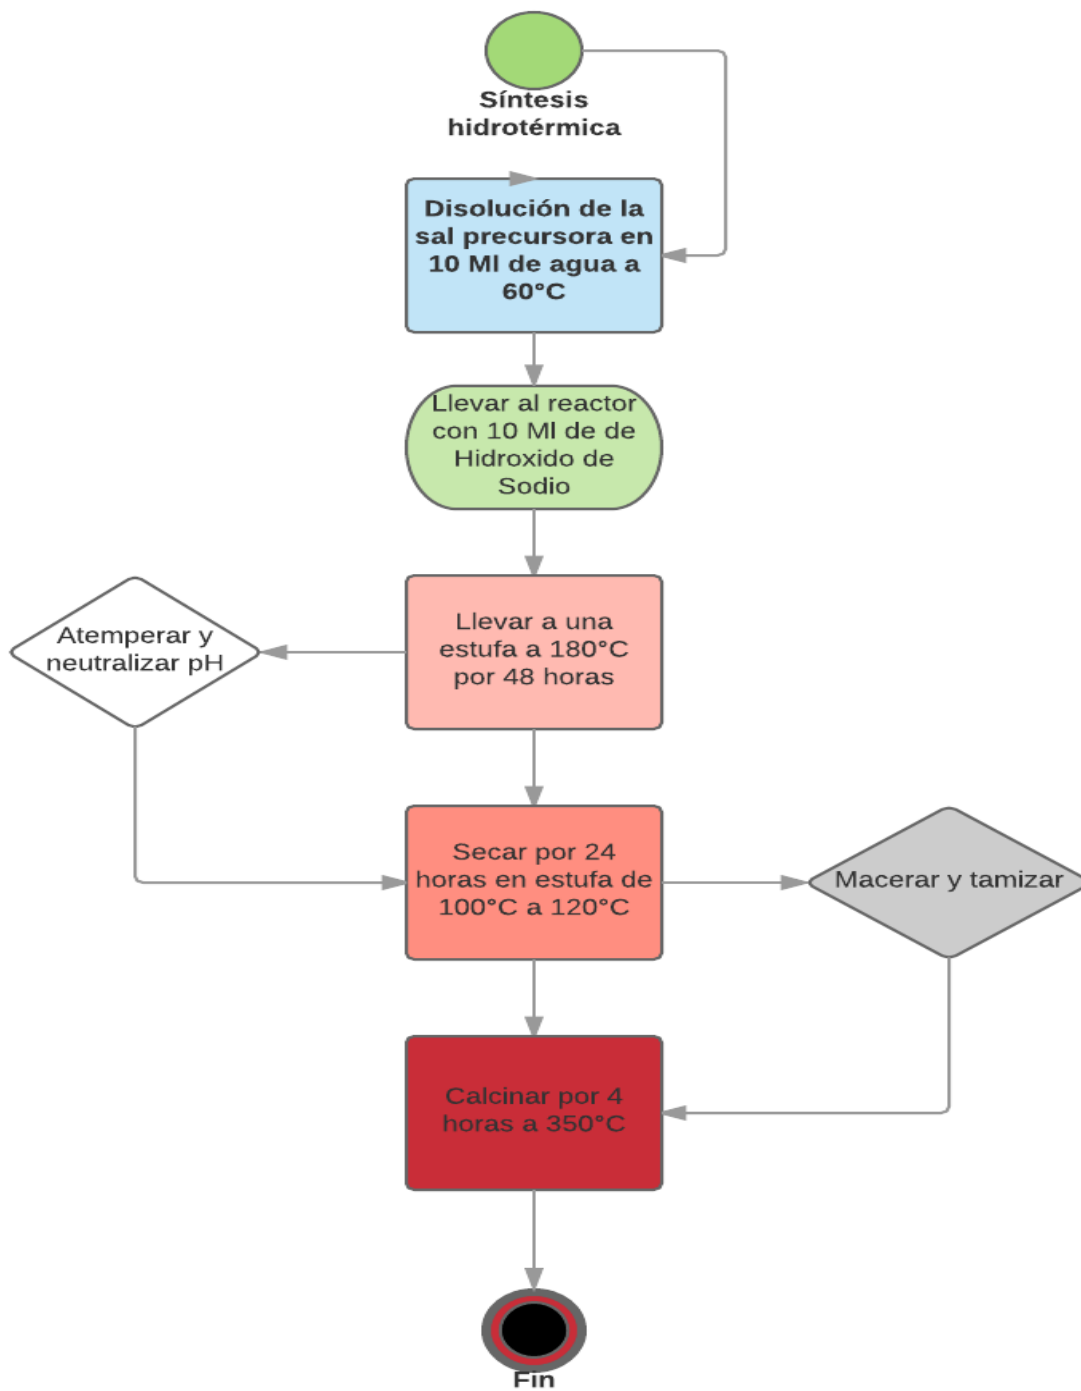 Síntesis
hidrotérmica
Disolución de la
sal precursora en
10 Ml de agua a
60°C
Llevar al reactor
con 10 Ml de de
Hidroxido de
Sodio
Llevar a una
estufa a 180°C
por 48 horas
Atemperar y
neutralizar pH
Secar por 24
horas en estufa de
100°C a 120°C
Macerar y tamizar
Calcinar por 4
horas a 350°C
Fin